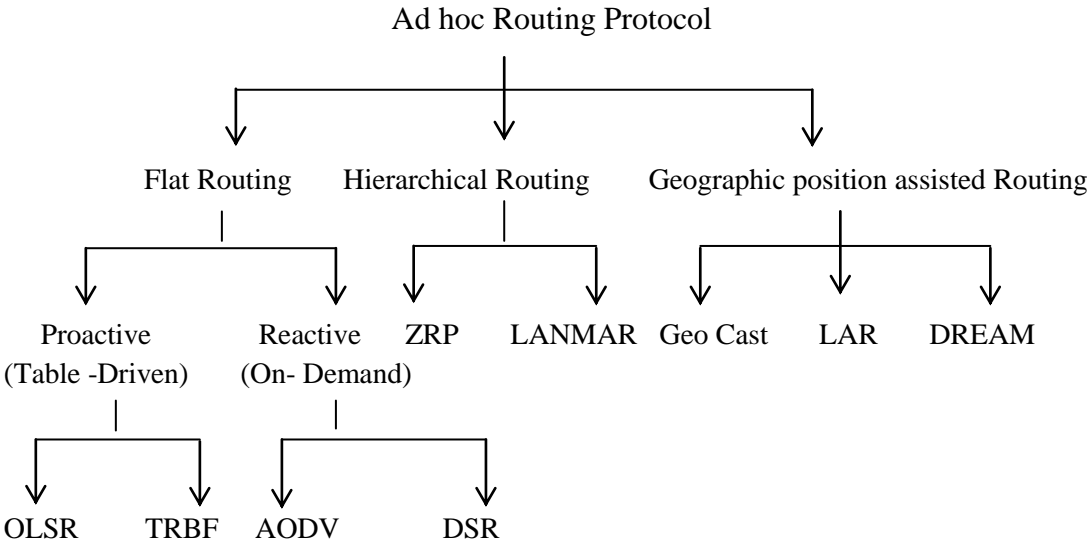 Ad hoc Routing Protocol
Flat Routing
Hierarchical Routing
Geographic position assisted Routing
Proactive
(Table -Driven)
Reactive
(On- Demand)
ZRP
LANMAR
Geo Cast
LAR
DREAM
OLSR
TRBF
AODV
DSR